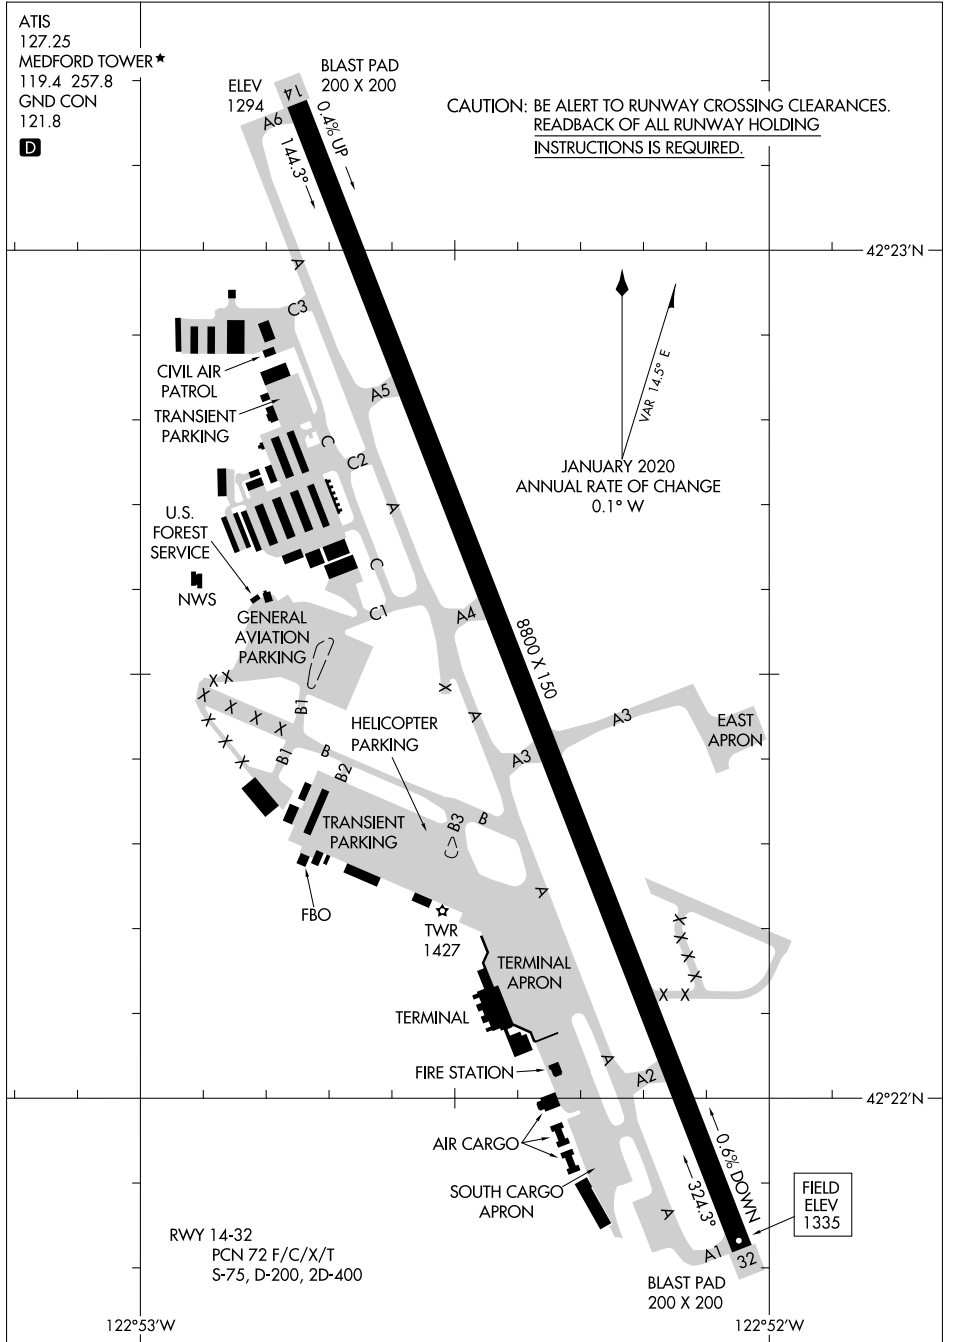 ATIS
127.25
MEDFORD TOWER★
119.4 257.8
GND CON
121.8
D
ELEV
1294
BLAST PAD
200 X 200
14
0.4% UP
144.3°
A6
CAUTION: BE ALERT TO RUNWAY CROSSING CLEARANCES.
READBACK OF ALL RUNWAY HOLDING
INSTRUCTIONS IS REQUIRED.
42°23'N
A
C3
CIVIL AIR
PATROL
TRANSIENT
PARKING
A5
VAR 14.5° E
JANUARY 2020
ANNUAL RATE OF CHANGE
0.1° W
C
C2
A
U.S.
FOREST
SERVICE
NWS
C
C1
A4
GENERAL
AVIATION
PARKING
8800 X 150
X
X
X
X
X
X
X
X
X
X
B1
B1
B
B2
HELICOPTER
PARKING
A
A3
A3
EAST
APRON
TRANSIENT
PARKING
B3
B
FBO
TWR
1427
A
X
X
X
X
X
X
TERMINAL
APRON
TERMINAL
FIRE STATION
A
A2
42°22'N
AIR CARGO
SOUTH CARGO
APRON
A
0.6% DOWN
324.3°
FIELD
ELEV
1335
A1
32
BLAST PAD
200 X 200
RWY 14-32
PCN 72 F/C/X/T
S-75, D-200, 2D-400
122°53'W
122°52'W